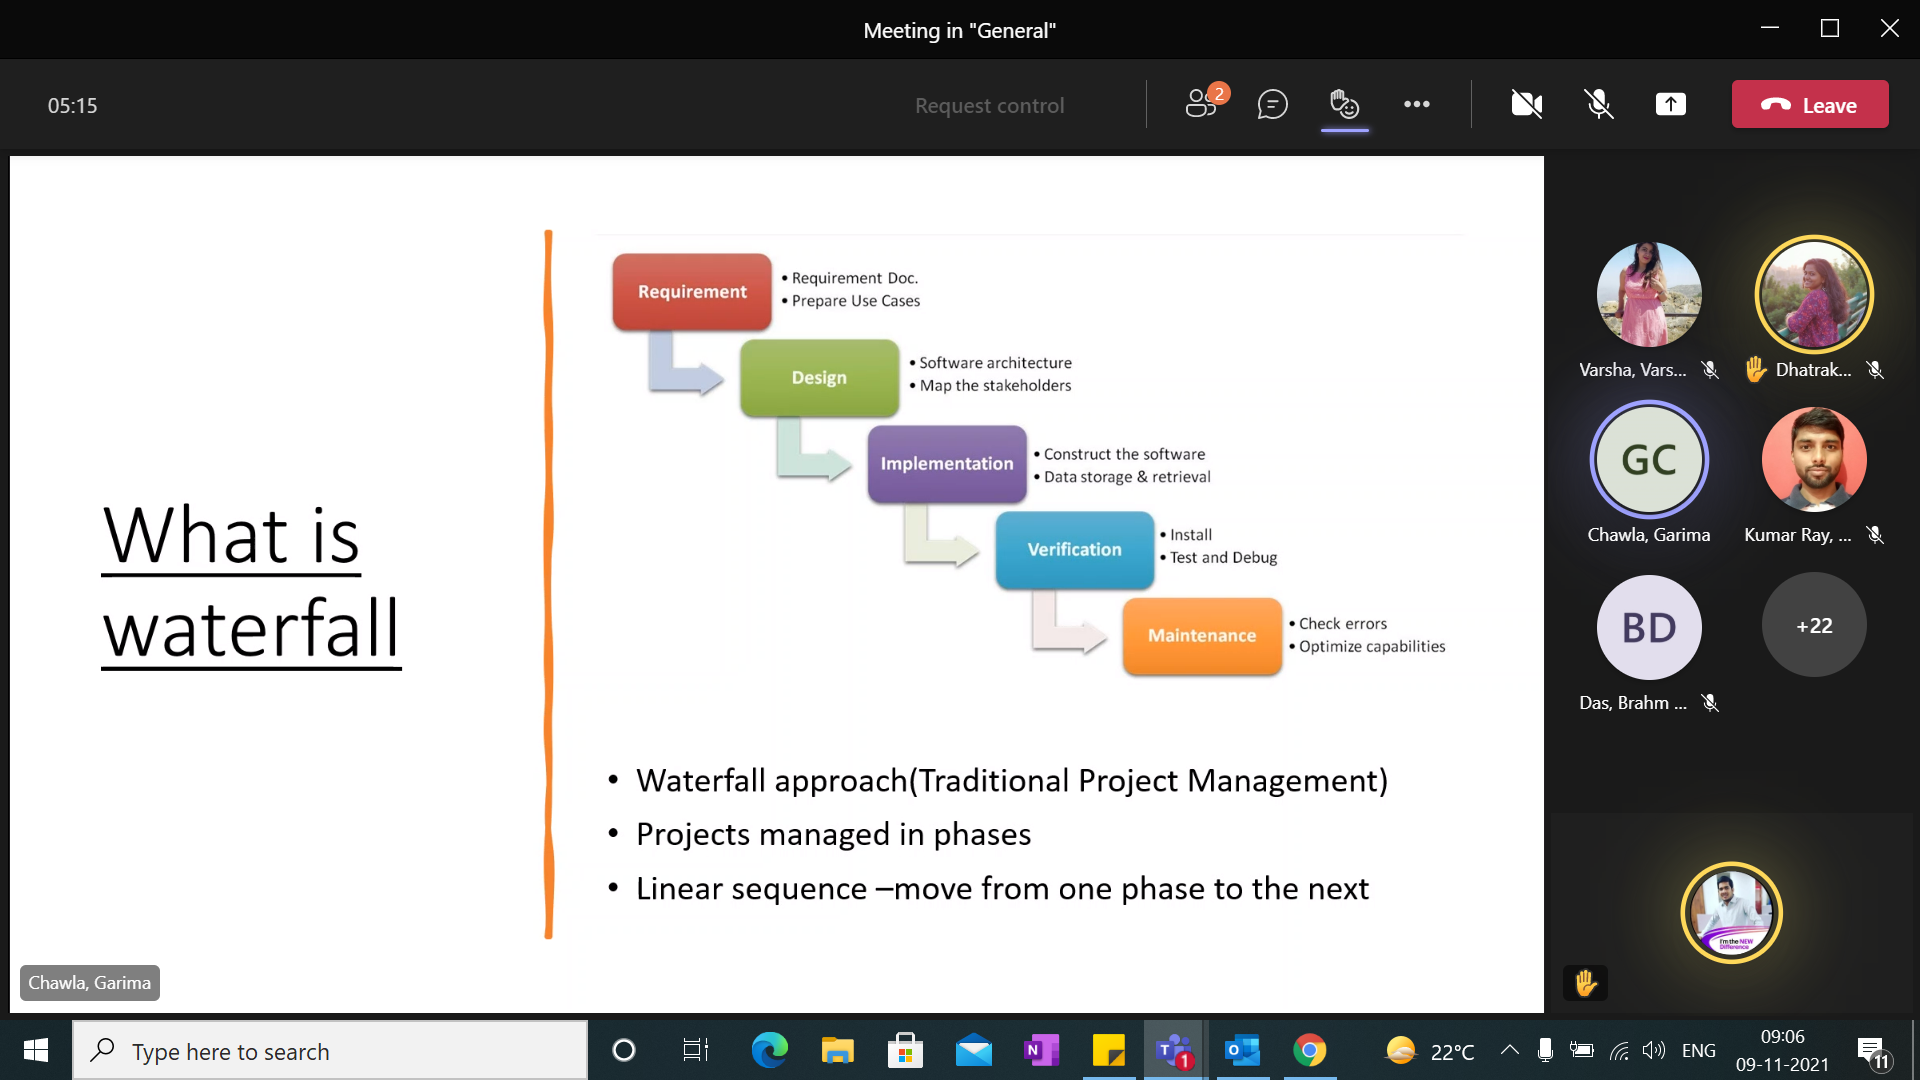 Meeting in "General"
05:15
Request control
2
Leave
Requirement
• Requirement Doc.
• Prepare Use Cases
Design
• Software architecture
• Map the stakeholders
Implementation
• Construct the software
• Data storage & retrieval
Verification
• Install
• Test and Debug
Maintenance
• Check errors
• Optimize capabilities
What is
waterfall
• Waterfall approach(Traditional Project Management)
• Projects managed in phases
• Linear sequence –move from one phase to the next
Chawla, Garima
Varsha, Vars...
Dhatrak...
GC
Chawla, Garima
Kumar Ray, ...
BD
Das, Brahm ...
+22
I'm the NEW
Difference
Type here to search
N
T
1
O
22°C
ENG
09:06
09-11-2021
11